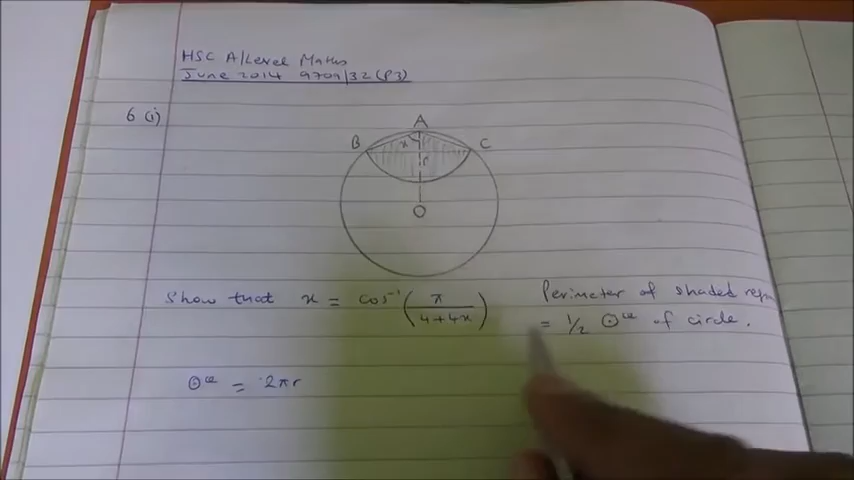 HSC A/Level Maths
June 2014 9709/32 (P3)
6 (i)
A
B
x
C
r
O
Show that x = cos⁻¹(π / (4+4x))
Perimeter of shaded
= 1/2 ⊙ce of circle.
⊙ce = 2πr